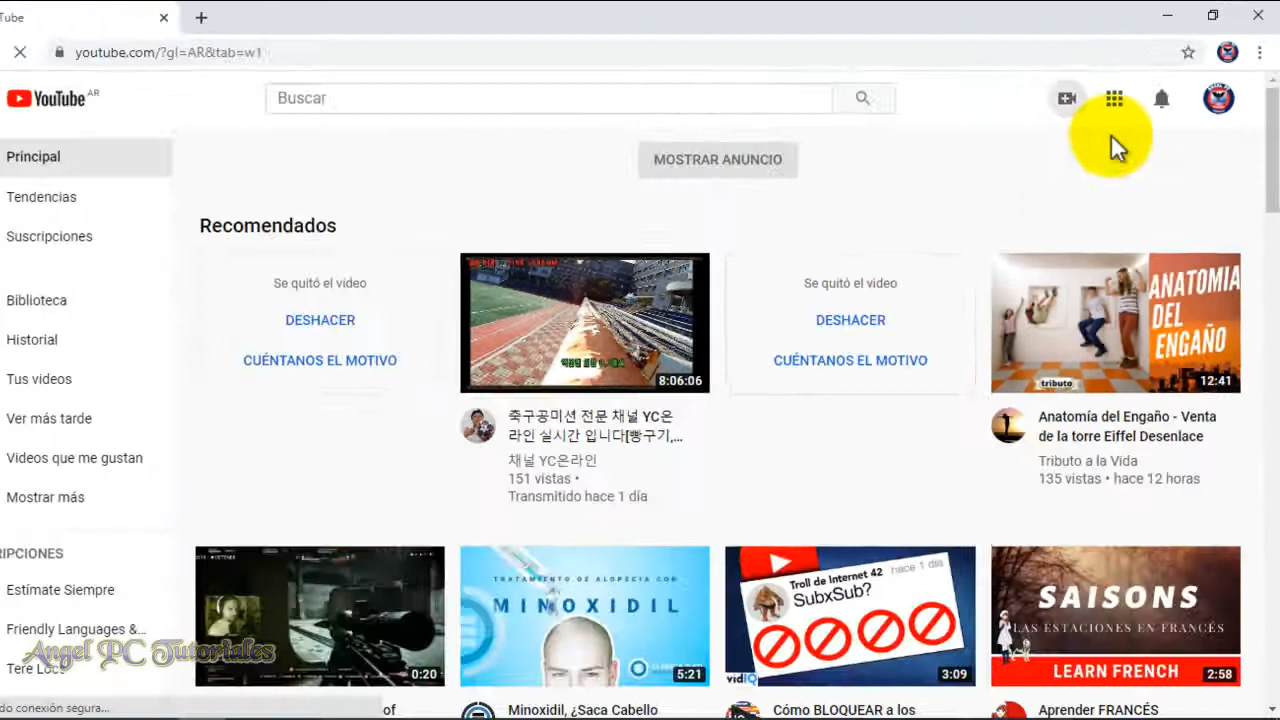 Tube
youtube.com/?gl=AR&tab=w1
YouTube AR
Buscar
Principal
MOSTRAR ANUNCIO
Tendencias
Suscripciones
Recomendados
Se quitó el video
DESHACER
CUÉNTANOS EL MOTIVO
8:06:06
축구공미션 전문 채널 YC온
라인 실시간 입니다[빵구기,...
채널 YC온라인
151 vistas •
Transmitido hace 1 día
Se quitó el video
DESHACER
CUÉNTANOS EL MOTIVO
ANATOMIA
DEL
ENGAÑO
tributo
12:41
Anatomía del Engaño - Venta
de la torre Eiffel Desenlace
Tributo a la Vida
135 vistas • hace 12 horas
Biblioteca
Historial
Tus videos
Ver más tarde
Videos que me gustan
Mostrar más
RIPCIONES
Estímate Siempre
Friendly Languages &...
Tere Loc
Angel PC Tutoriales
do conexión segura...
0:20
of
TRATAMIENTO DE ALOPECIA CON
MINOXIDIL
5:21
Minoxidil, ¿Saca Cabello
Troll de Internet 42 hace 1 día
SubxSub?
vidIQ
3:09
Cómo BLOQUEAR a los
SAISONS
LAS ESTACIONES EN FRANCÉS
LEARN FRENCH
2:58
Aprender FRANCÉS